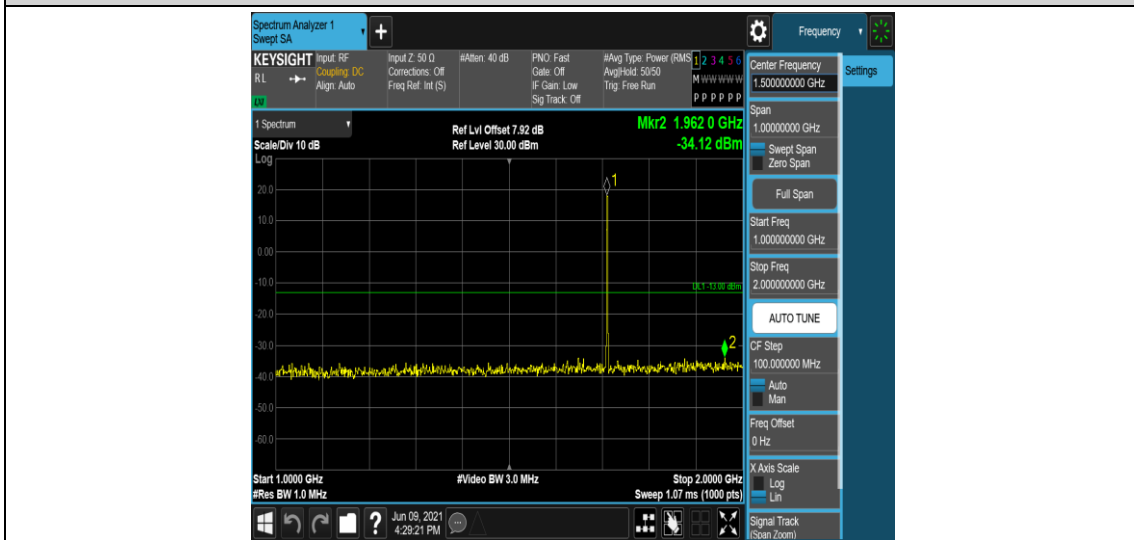 Spectrum Analyzer 1
Swept SA
+
Frequency
KEYSIGHT
RL
LXI
Input: RF
Coupling: DC
Align: Auto
Input Z: 50 Ω
Corrections: Off
Freq Ref: Int (S)
#Atten: 40 dB
PNO: Fast
Gate: Off
IF Gain: Low
Sig Track: Off
#Avg Type: Power (RMS
Avg|Hold: 50/50
Trig: Free Run
1 2 3 4 5 6
M W W W W W
P P P P P P
1 Spectrum
Scale/Div 10 dB
Ref Lvl Offset 7.92 dB
Ref Level 30.00 dBm
Mkr2 1.962 0 GHz
-34.12 dBm
Log
1
20.0
10.0
0.00
-10.0
DL1 -13.00 dBm
-20.0
-30.0
2
-40.0
-50.0
-60.0
Start 1.0000 GHz
#Video BW 3.0 MHz
Stop 2.0000 GHz
#Res BW 1.0 MHz
Sweep 1.07 ms (1000 pts)
Center Frequency
1.500000000 GHz
Settings
Span
1.00000000 GHz
Swept Span
Zero Span
Full Span
Start Freq
1.000000000 GHz
Stop Freq
2.000000000 GHz
AUTO TUNE
CF Step
100.000000 MHz
Auto
Man
Freq Offset
0 Hz
X Axis Scale
Log
Lin
Signal Track
(Span Zoom)
?
Jun 09, 2021
4:29:21 PM